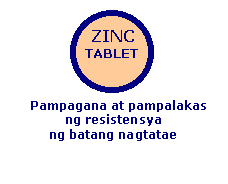 ZINC
TABLET
Pampagana at pampalakas
ng resistensya
ng batang nagtatae